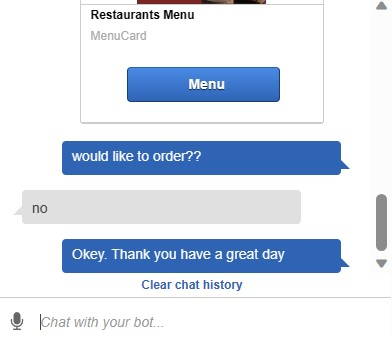 Restaurants Menu
MenuCard
Menu
would like to order??
no
Okey. Thank you have a great day
Clear chat history
Chat with your bot...